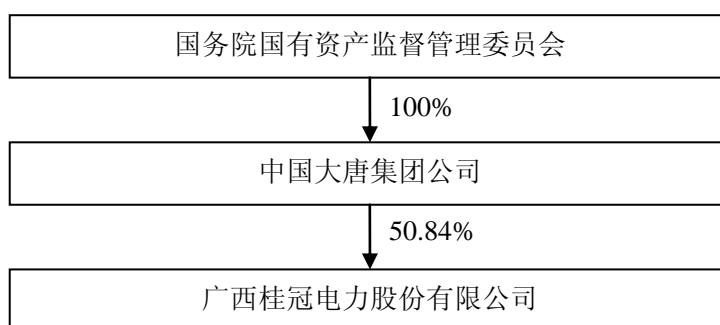 国务院国有资产监督管理委员会
100%
中国大唐集团公司
50.84%
广西桂冠电力股份有限公司